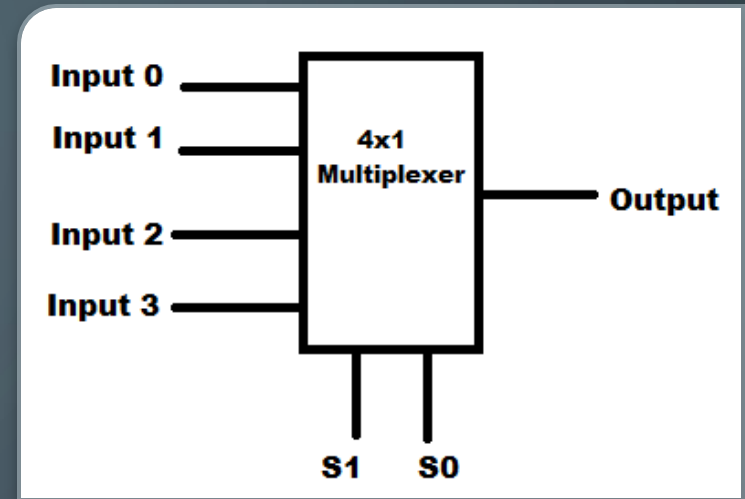 Input 0
Input 1
4x1
Multiplexer
Output
Input 2
Input 3
S1 S0